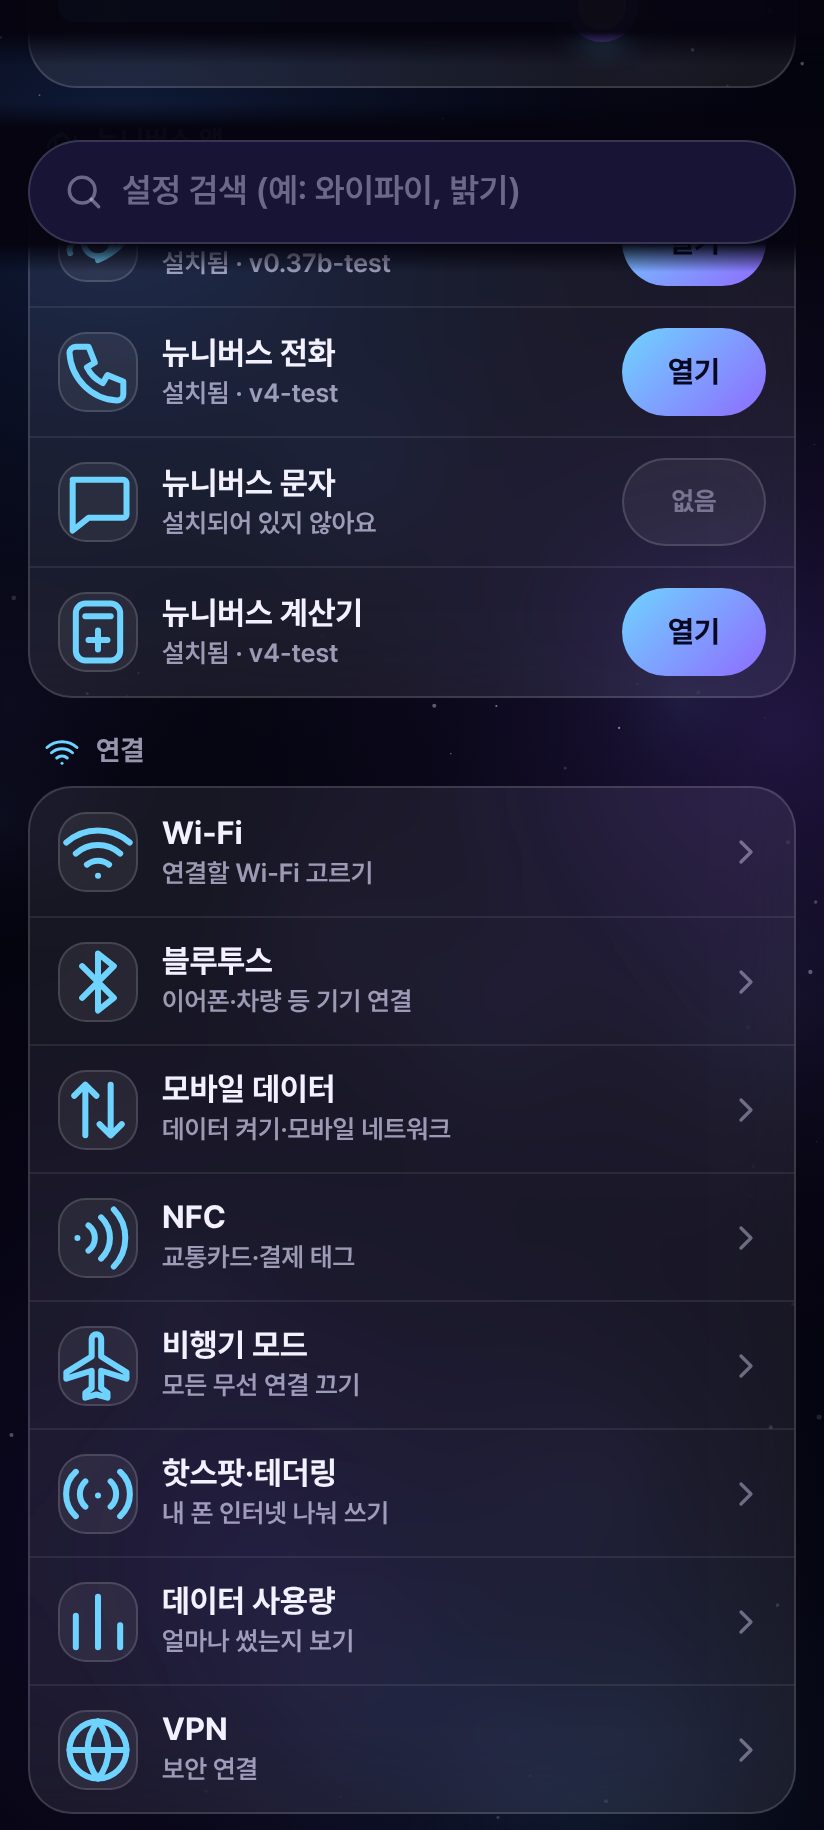 뉴니버스 앱
설정 검색 (예: 와이파이, 밝기)
설치됨 · v0.37b-test
열기
뉴니버스 전화
설치됨 · v4-test
열기
뉴니버스 문자
설치되어 있지 않아요
없음
뉴니버스 계산기
설치됨 · v4-test
열기
연결
Wi-Fi
연결할 Wi-Fi 고르기
블루투스
이어폰·차량 등 기기 연결
모바일 데이터
데이터 켜기·모바일 네트워크
NFC
교통카드·결제 태그
비행기 모드
모든 무선 연결 끄기
핫스팟·테더링
내 폰 인터넷 나눠 쓰기
데이터 사용량
얼마나 썼는지 보기
VPN
보안 연결